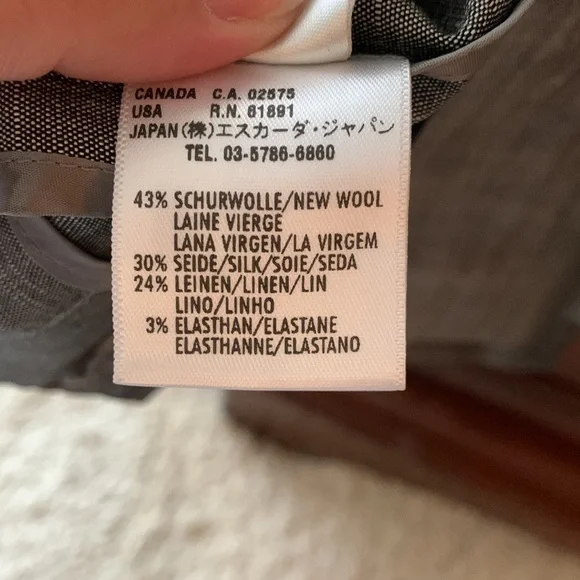 CANADA C.A. 02575
USA R.N. 61891
JAPAN (株)エスカーダ・ジャパン
TEL. 03-5786-6860
43% SCHURWOLLE/NEW WOOL
LAINE VIERGE
LANA VIRGEN/LA VIRGEM
30% SEIDE/SILK/SOIE/SEDA
24% LEINEN/LINEN/LIN
LINO/LINHO
3% ELASTHAN/ELASTANE
ELASTHANNE/ELASTANO